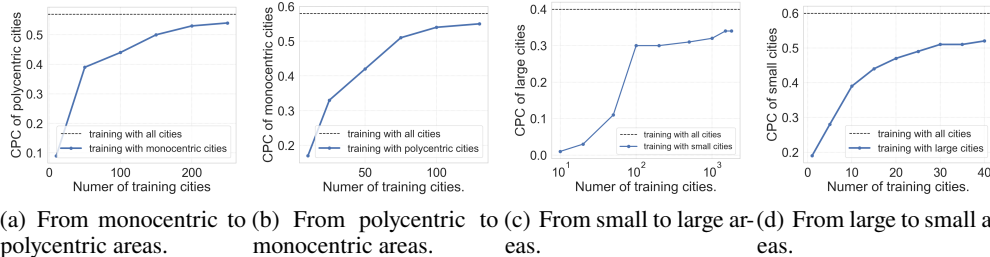 CPC of polycentric cities
0.5
0.4
0.3
0.2
0.1
training with all cities
training with monocentric cities
0
100
200
Numer of training cities
CPC of monocentric cities
0.6
0.5
0.4
0.3
0.2
training with all cities
training with polycentric cities
50
100
Numer of training cities.
CPC of large cities
0.4
0.3
0.2
0.1
0.0
training with all cities
training with small cities
10^1
10^2
10^3
Numer of training cities.
CPC of small cities
0.6
0.5
0.4
0.3
0.2
training with all cities
training with large cities
0
10
20
30
40
Numer of training cities.
(a) From monocentric to
polycentric areas.
(b) From polycentric to
monocentric areas.
(c) From small to large ar-
eas.
(d) From large to small a
eas.